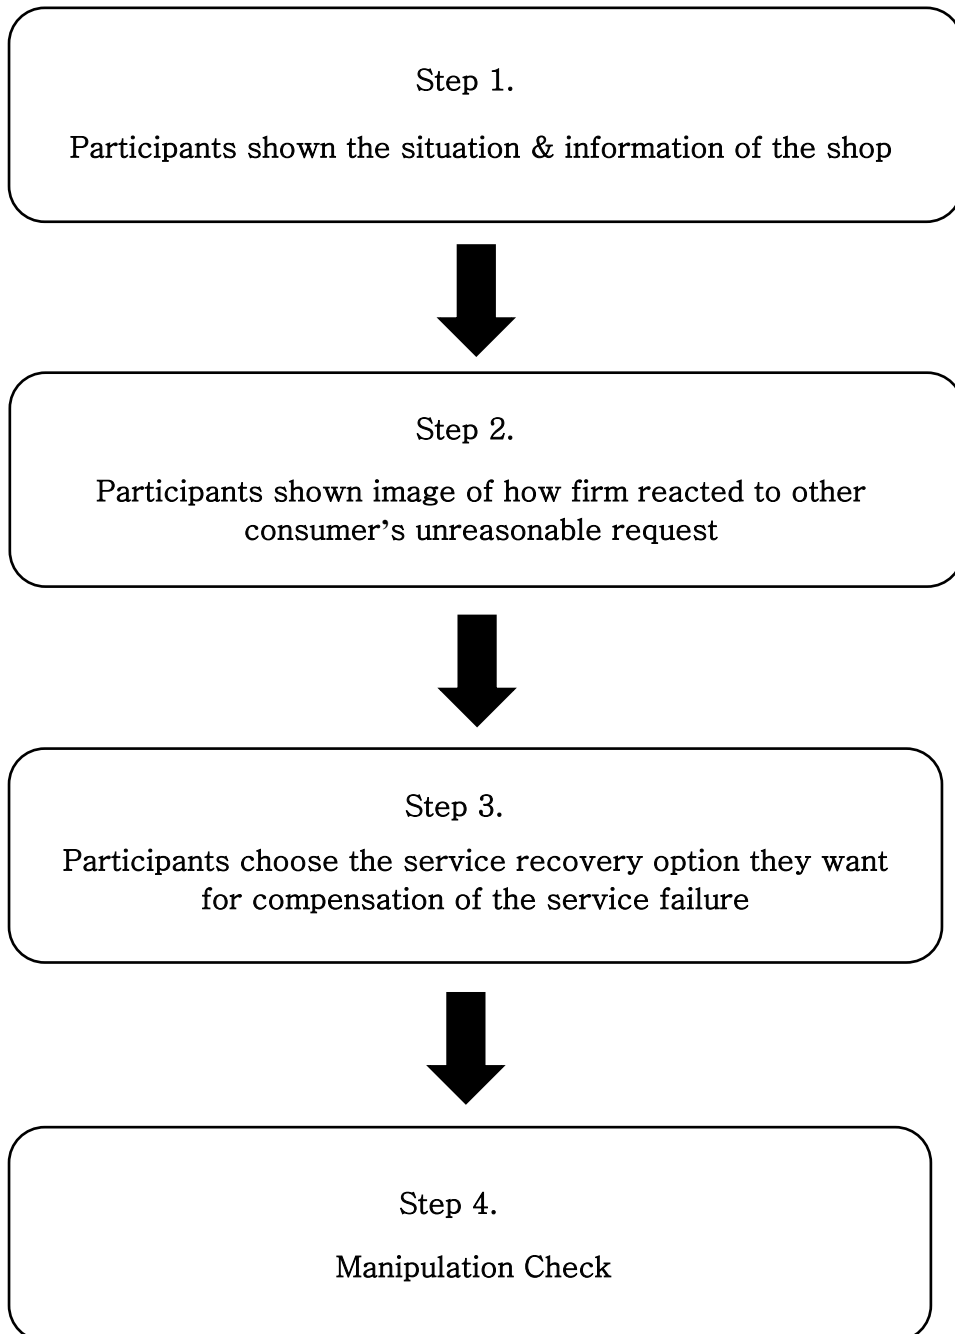 Step 1.
Participants shown the situation & information of the shop
Step 2.
Participants shown image of how firm reacted to other
consumer’s unreasonable request
Step 3.
Participants choose the service recovery option they want
for compensation of the service failure
Step 4.
Manipulation Check